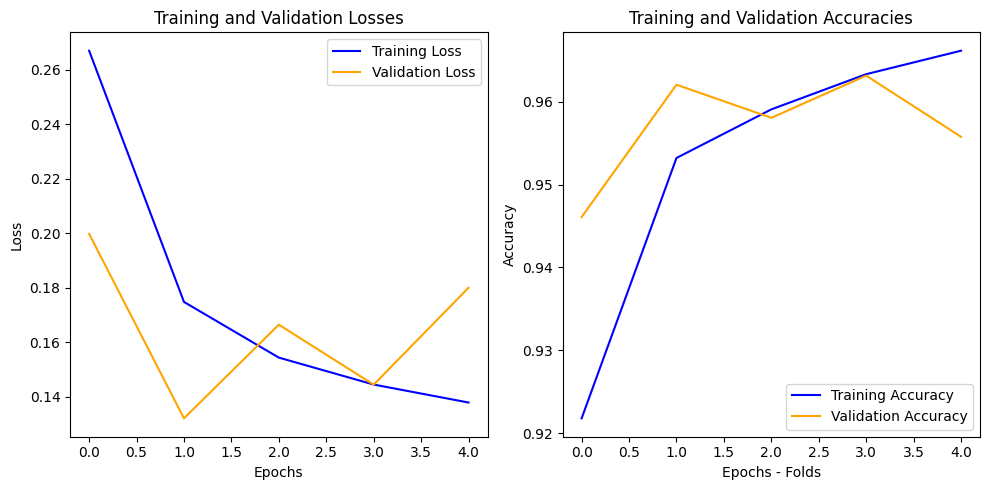 Training and Validation Losses
Training Loss
Validation Loss
0.26
0.24
0.22
0.20
0.18
0.16
0.14
Loss
0.0 0.5 1.0 1.5 2.0 2.5 3.0 3.5 4.0
Epochs
Training and Validation Accuracies
0.96
0.95
0.94
0.93
0.92
Accuracy
Training Accuracy
Validation Accuracy
0.0 0.5 1.0 1.5 2.0 2.5 3.0 3.5 4.0
Epochs - Folds